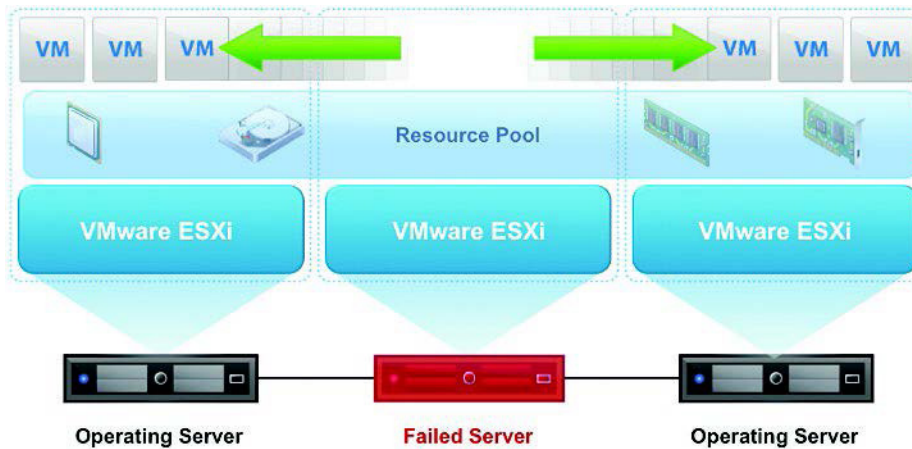 VM VM VM VM VM VM
Resource Pool
VMware ESXi VMware ESXi VMware ESXi
Operating Server Failed Server Operating Server